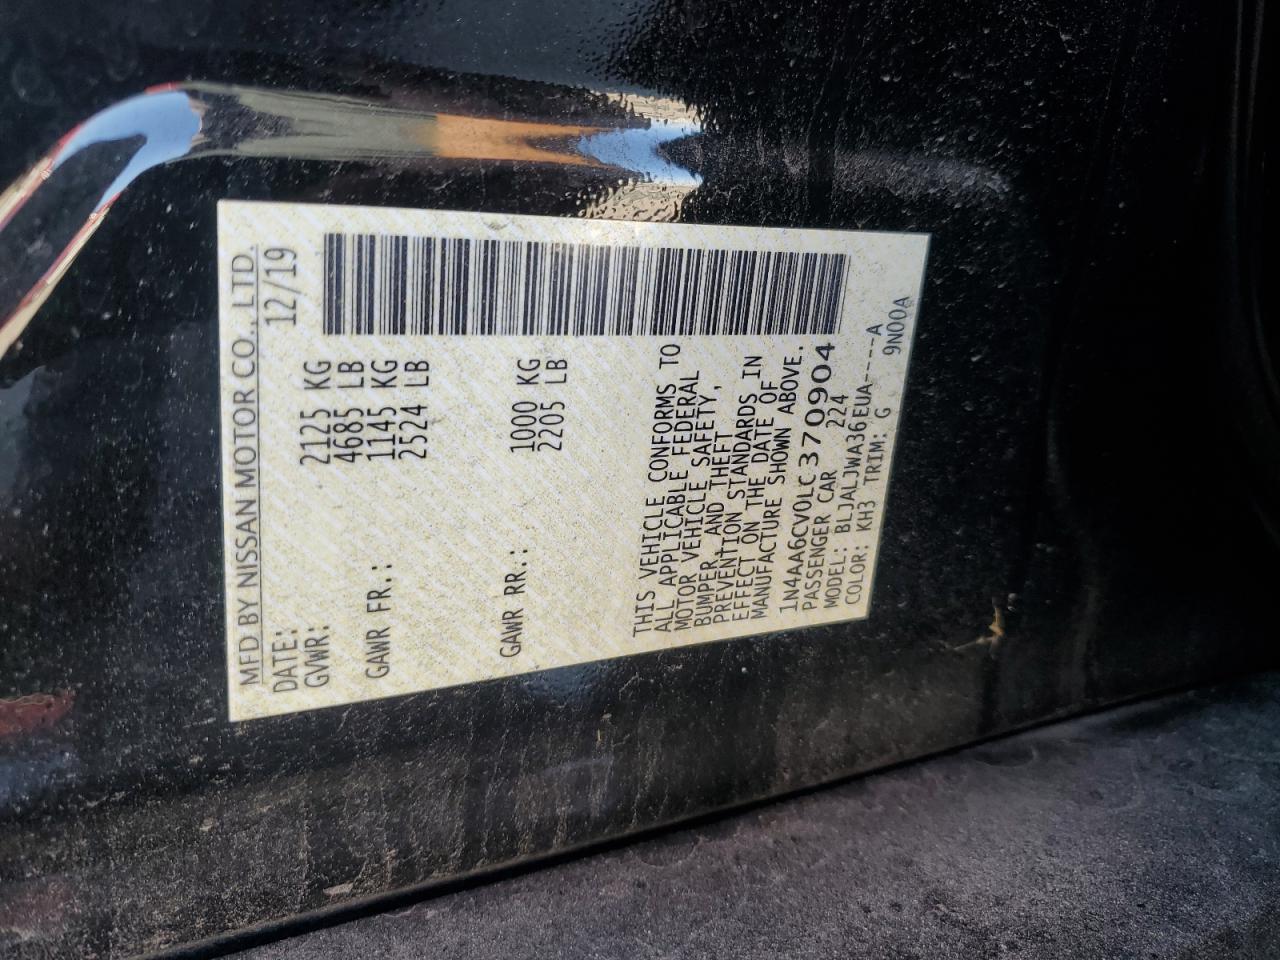 MFD BY NISSAN MOTOR CO., LTD.
DATE: 12/19
GVWR: 2125 KG
4685 LB
GAWR FR.: 1145 KG
2524 LB
GAWR RR.: 1000 KG
2205 LB
THIS VEHICLE CONFORMS TO
ALL APPLICABLE FEDERAL
MOTOR VEHICLE SAFETY,
BUMPER, AND THEFT
PREVENTION STANDARDS IN
EFFECT ON THE DATE OF
MANUFACTURE SHOWN ABOVE.
1N4AA6CV0LC370904
PASSENGER CAR 224
MODEL: BLJALJWA36EUA-----A
COLOR: KH3 TRIM: G 9N00A